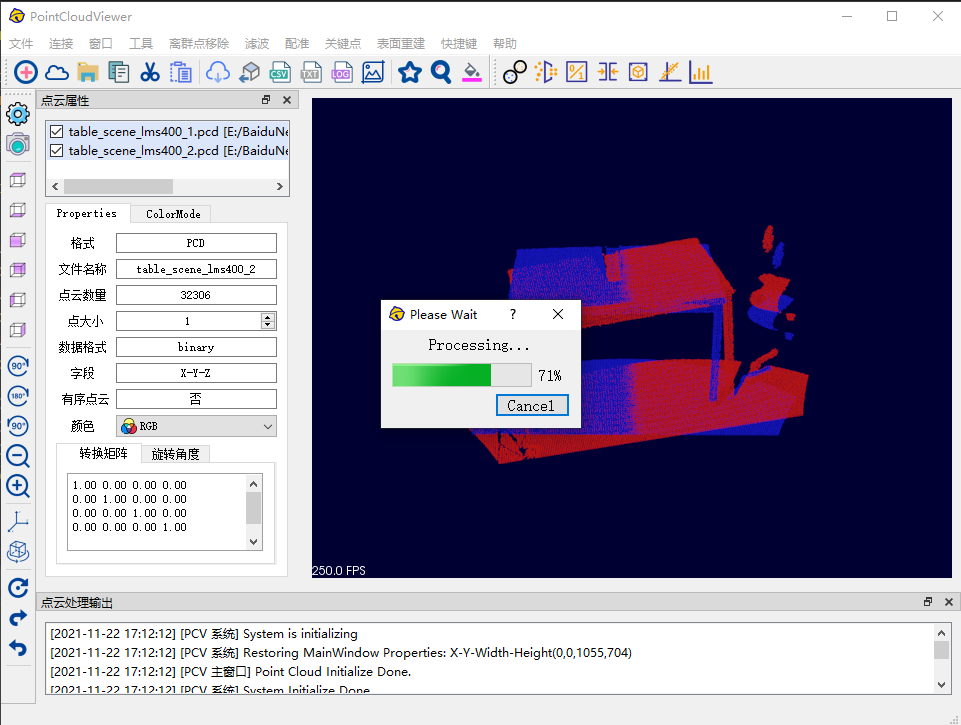 PointCloudViewer
文件 连接 窗口 工具 离群点移除 滤波 配准 关键点 表面重建 快捷键 帮助
CSV TXT LOG
点云属性
table_scene_lms400_1.pcd [E:/BaiduNe
table_scene_lms400_2.pcd [E:/BaiduNe
Properties ColorMode
格式 PCD
文件名称 table_scene_lms400_2
点云数量 32306
点大小 1
数据格式 binary
字段 X-Y-Z
有序点云 否
颜色 RGB
转换矩阵 旋转角度
1.00 0.00 0.00 0.00
0.00 1.00 0.00 0.00
0.00 0.00 1.00 0.00
0.00 0.00 0.00 1.00
90°
180°
90°
Please Wait ?
Processing...
71%
Cancel
250.0 FPS
点云处理输出
[2021-11-22 17:12:12] [PCV 系统] System is initializing
[2021-11-22 17:12:12] [PCV 系统] Restoring MainWindow Properties: X-Y-Width-Height(0,0,1055,704)
[2021-11-22 17:12:12] [PCV 主窗口] Point Cloud Initialize Done.
[2021-11-22 17:12:12] [PCV 系统] System Initialize Done